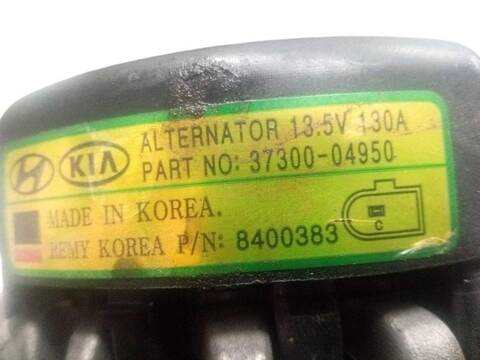 ALTERNATOR 13.5V 130A
KIA PART NO: 37300-04950
MADE IN KOREA.
REMY KOREA P/N: 8400383
C